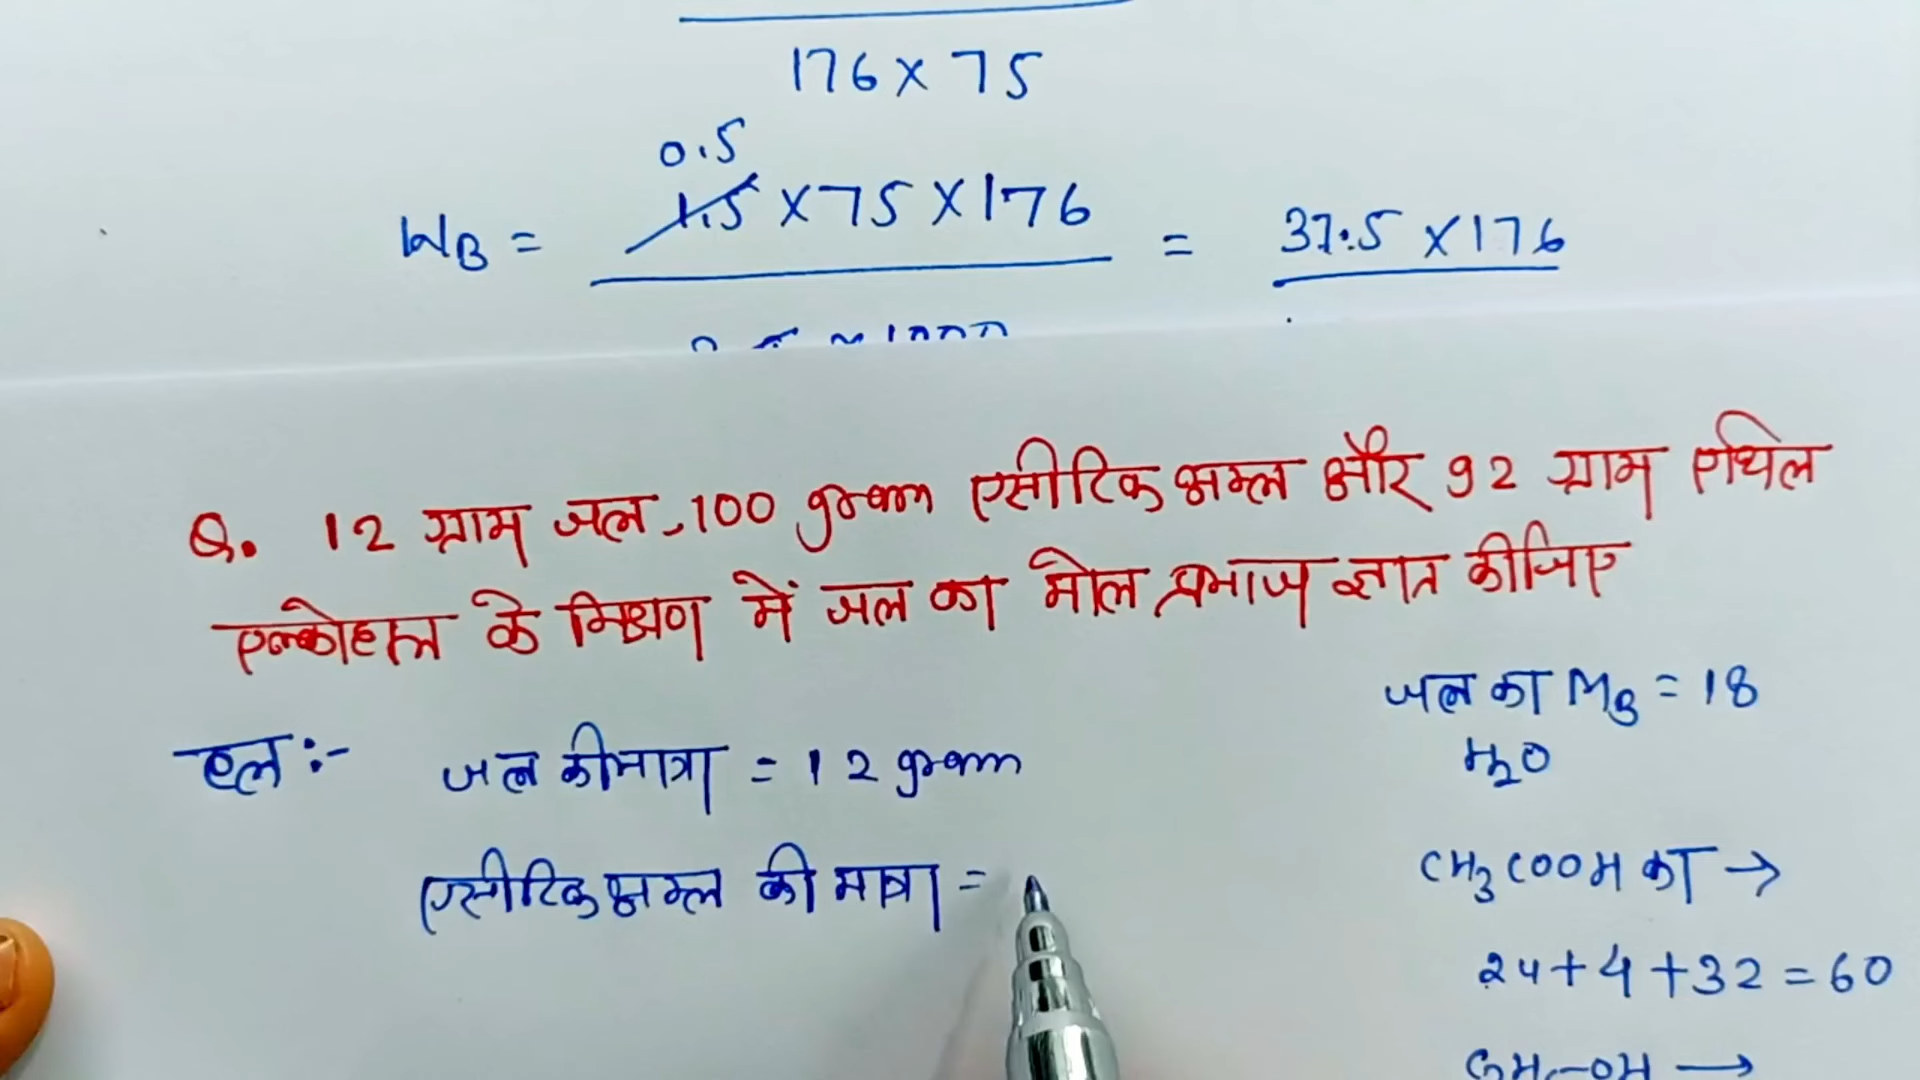 176 x 75
0.5
WB = 1.5 x 75 x 176 = 37.5 x 176
Q. 12 ग्राम जल, 100 gram एसीटिक अम्ल और 92 ग्राम एथिल
एल्कोहल के मिश्रण में जल का मोल प्रभाज ज्ञात कीजिए
जल का MB = 18
H2O
हल :- जल की मात्रा = 12 gram
एसीटिक अम्ल की मात्रा =
CH3COOH का →
24 + 4 + 32 = 60